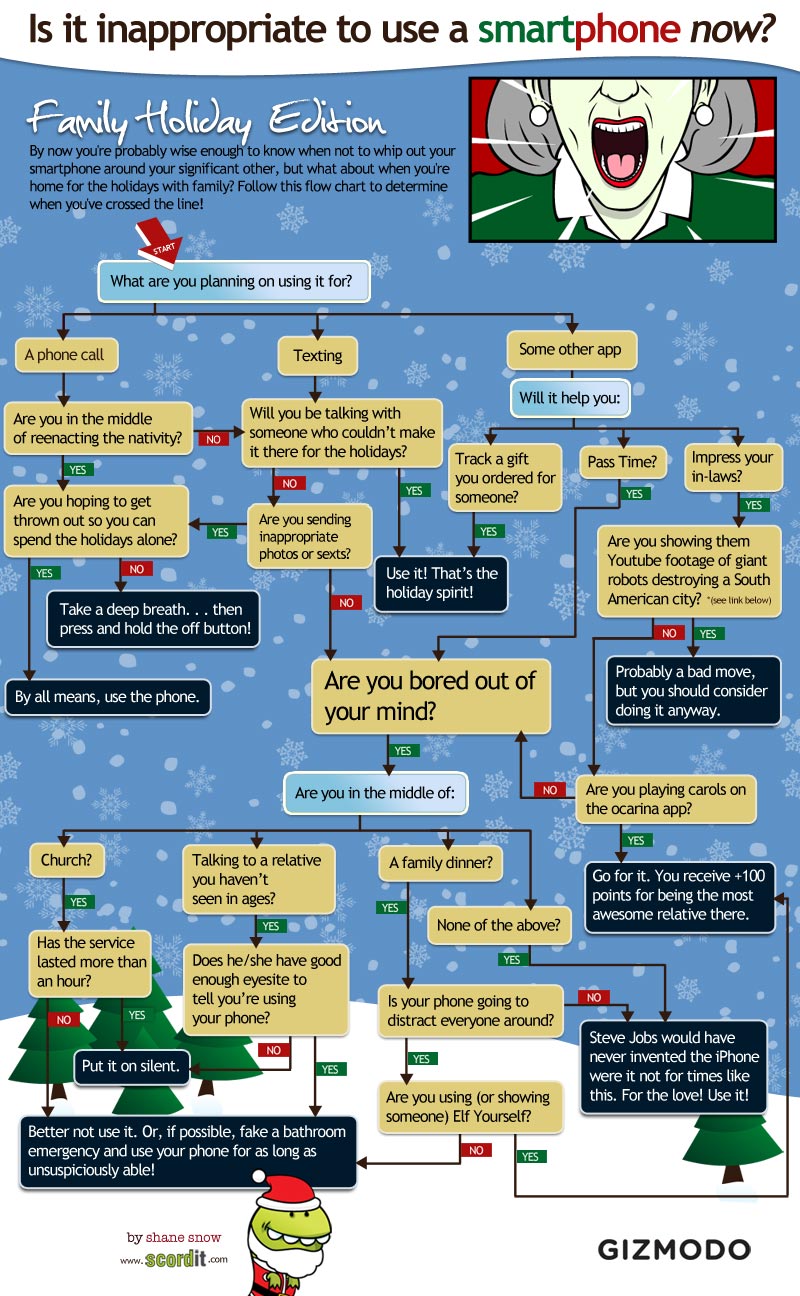 Is it inappropriate to use a smartphone now?
Family Holiday Edition
By now you're probably wise enough to know when not to whip out your
smartphone around your significant other, but what about when you're
home for the holidays with family? Follow this flow chart to determine
when you've crossed the line!
START
What are you planning on using it for?
A phone call
Texting
Some other app
Will it help you:
Are you in the middle
of reenacting the nativity?
NO
YES
Will you be talking with
someone who couldn't make
it there for the holidays?
NO
YES
Track a gift
you ordered for
someone?
YES
Pass Time?
YES
Impress your
in-laws?
YES
Are you hoping to get
thrown out so you can
spend the holidays alone?
YES
NO
YES
Are you sending
inappropriate
photos or sexts?
NO
Use it! That's the
holiday spirit!
Are you showing them
Youtube footage of giant
robots destroying a South
American city? *(see link below)
NO
YES
Take a deep breath. . . then
press and hold the off button!
By all means, use the phone.
Are you bored out of
your mind?
YES
Probably a bad move,
but you should consider
doing it anyway.
Are you in the middle of:
NO
Are you playing carols on
the ocarina app?
YES
Church?
YES
Talking to a relative
you haven't
seen in ages?
YES
A family dinner?
YES
None of the above?
YES
Go for it. You receive +100
points for being the most
awesome relative there.
Has the service
lasted more than
an hour?
NO
YES
Does he/she have good
enough eyesite to
tell you're using
your phone?
NO
YES
Is your phone going to
distract everyone around?
NO
YES
Put it on silent.
Steve Jobs would have
never invented the iPhone
were it not for times like
this. For the love! Use it!
Are you using (or showing
someone) Elf Yourself?
NO
YES
Better not use it. Or, if possible, fake a bathroom
emergency and use your phone for as long as
unsuspiciously able!
by shane snow
www.scordit.com
GIZMODO